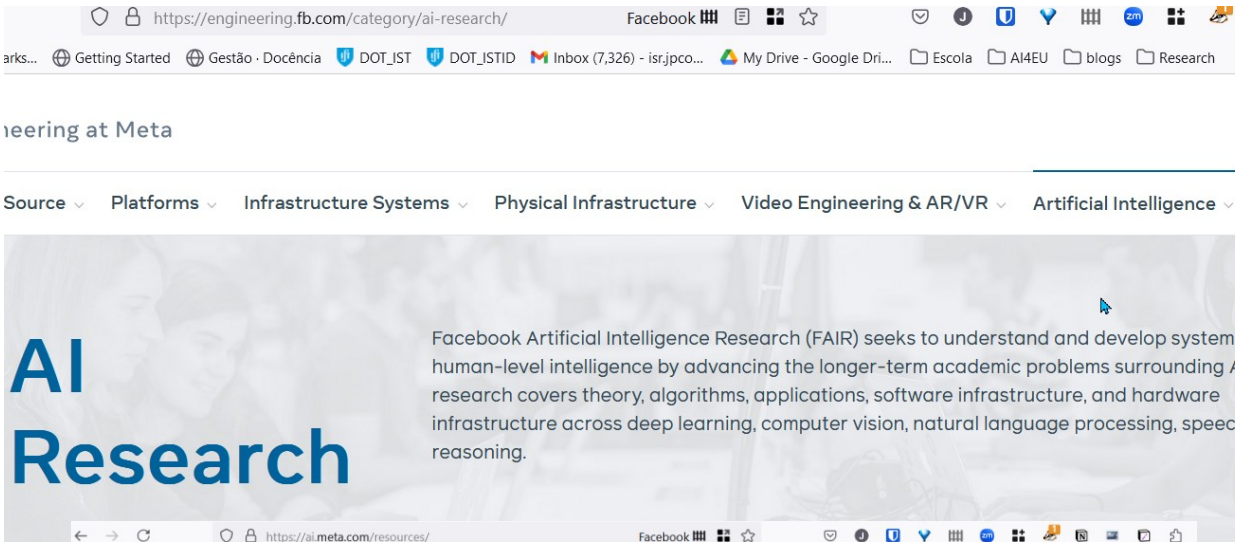 https://engineering.fb.com/category/ai-research/ Facebook
arks... Getting Started Gestão · Docência DOT_IST DOT_ISTID Inbox (7,326) - isr.jpco... My Drive - Google Dri... Escola AI4EU blogs Research
neering at Meta
Source Platforms Infrastructure Systems Physical Infrastructure Video Engineering & AR/VR Artificial Intelligence
AI
Research
Facebook Artificial Intelligence Research (FAIR) seeks to understand and develop system
human-level intelligence by advancing the longer-term academic problems surrounding A
research covers theory, algorithms, applications, software infrastructure, and hardware
infrastructure across deep learning, computer vision, natural language processing, speec
reasoning.
https://ai.meta.com/resources/ Facebook